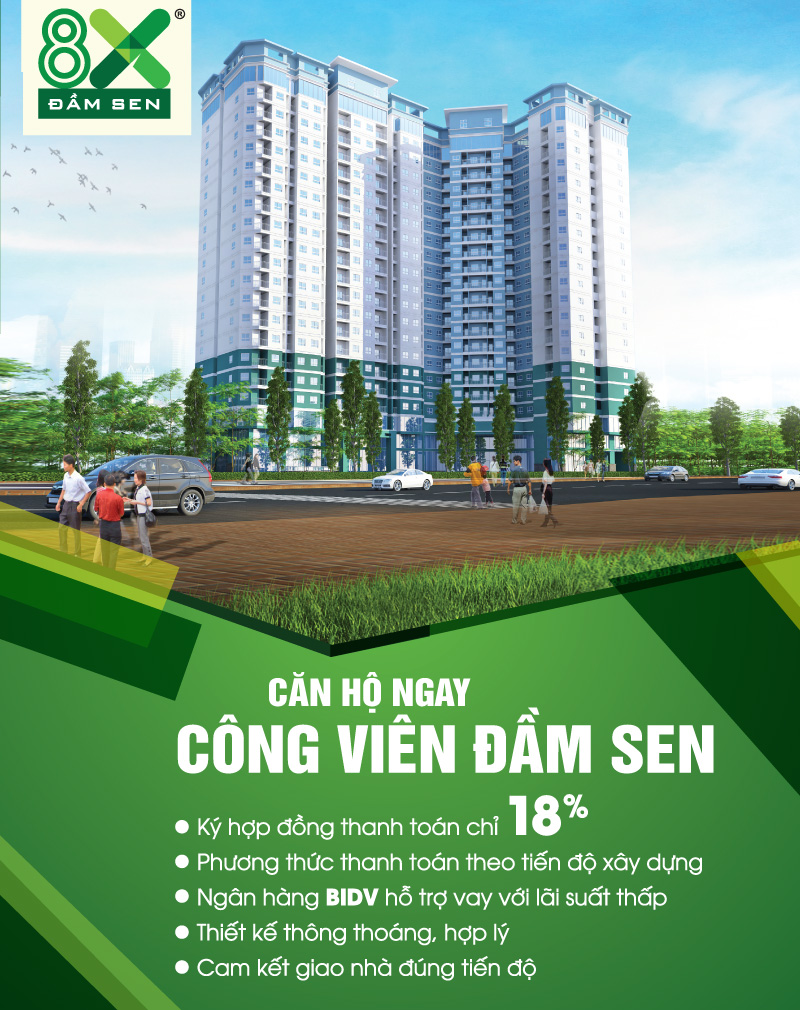 8X®
ĐẦM SEN
CĂN HỘ NGAY
CÔNG VIÊN ĐẦM SEN
Ký hợp đồng thanh toán chỉ 18%
Phương thức thanh toán theo tiến độ xây dựng
Ngân hàng BIDV hỗ trợ vay với lãi suất thấp
Thiết kế thông thoáng, hợp lý
Cam kết giao nhà đúng tiến độ